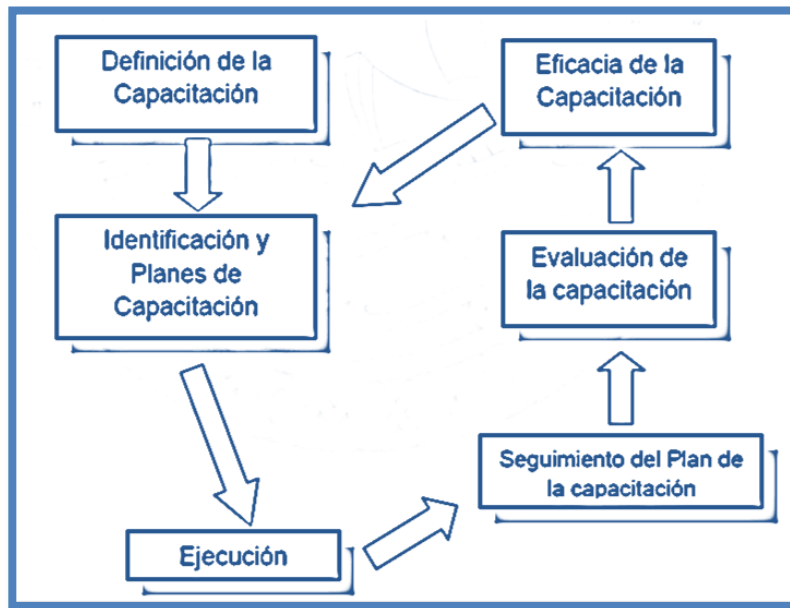 Definición de la
Capacitación
Identificación y
Planes de
Capacitación
Ejecución
Seguimiento del Plan de
la capacitación
Evaluación de
la capacitación
Eficacia de la
Capacitación